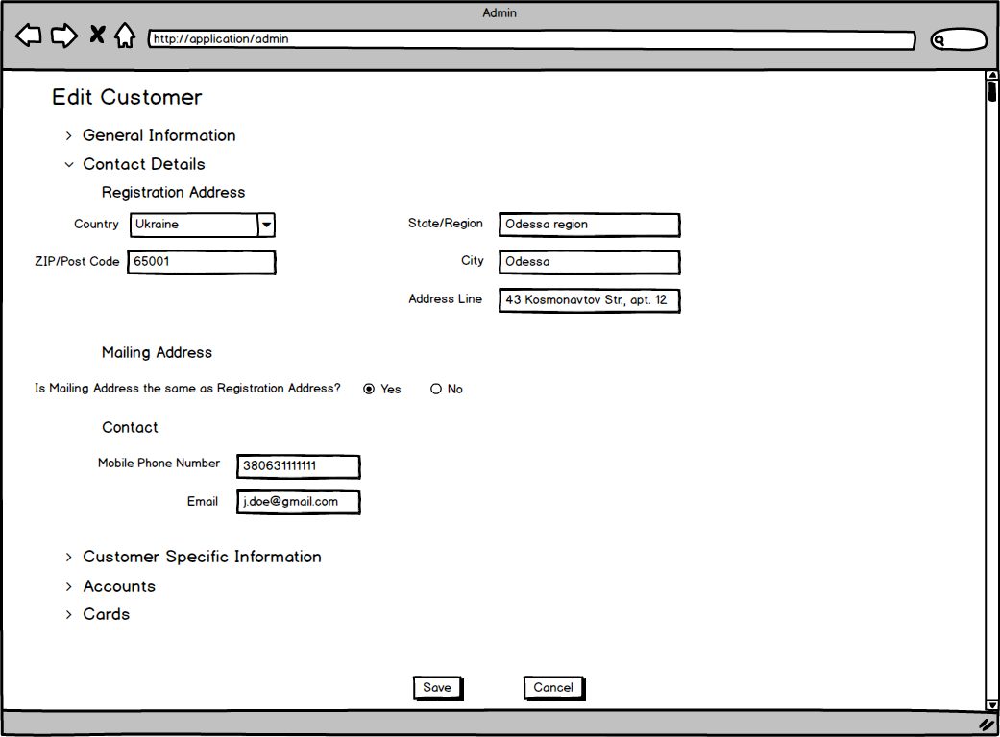 Admin
http://application/admin
Edit Customer
General Information
Contact Details
Registration Address
Country Ukraine State/Region Odessa region
ZIP/Post Code 65001 City Odessa
Address Line 43 Kosmonavtov Str., apt. 12
Mailing Address
Is Mailing Address the same as Registration Address? Yes No
Contact
Mobile Phone Number 380631111111
Email j.doe@gmail.com
Customer Specific Information
Accounts
Cards
Save Cancel